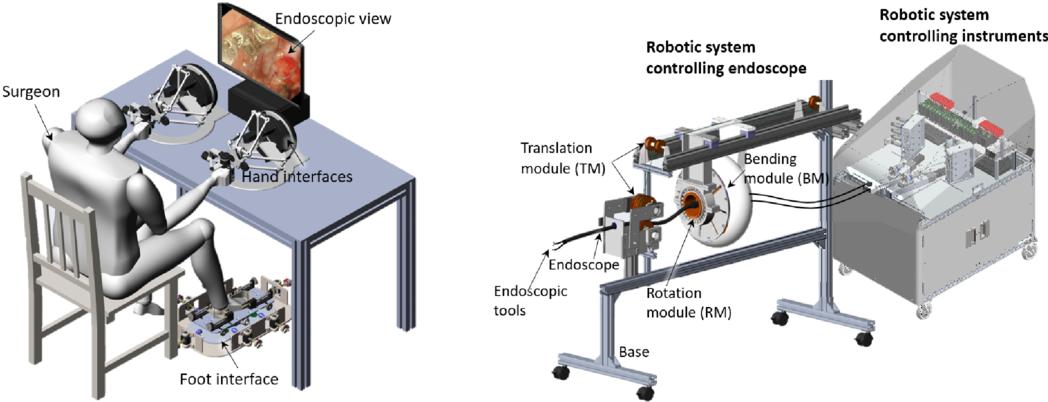 Endoscopic view
Surgeon
Hand interfaces
Foot interface
Robotic system
controlling endoscope
Robotic system
controlling instruments
Translation
module (TM)
Bending
module (BM)
Endoscope
Endoscopic
tools
Rotation
module (RM)
Base